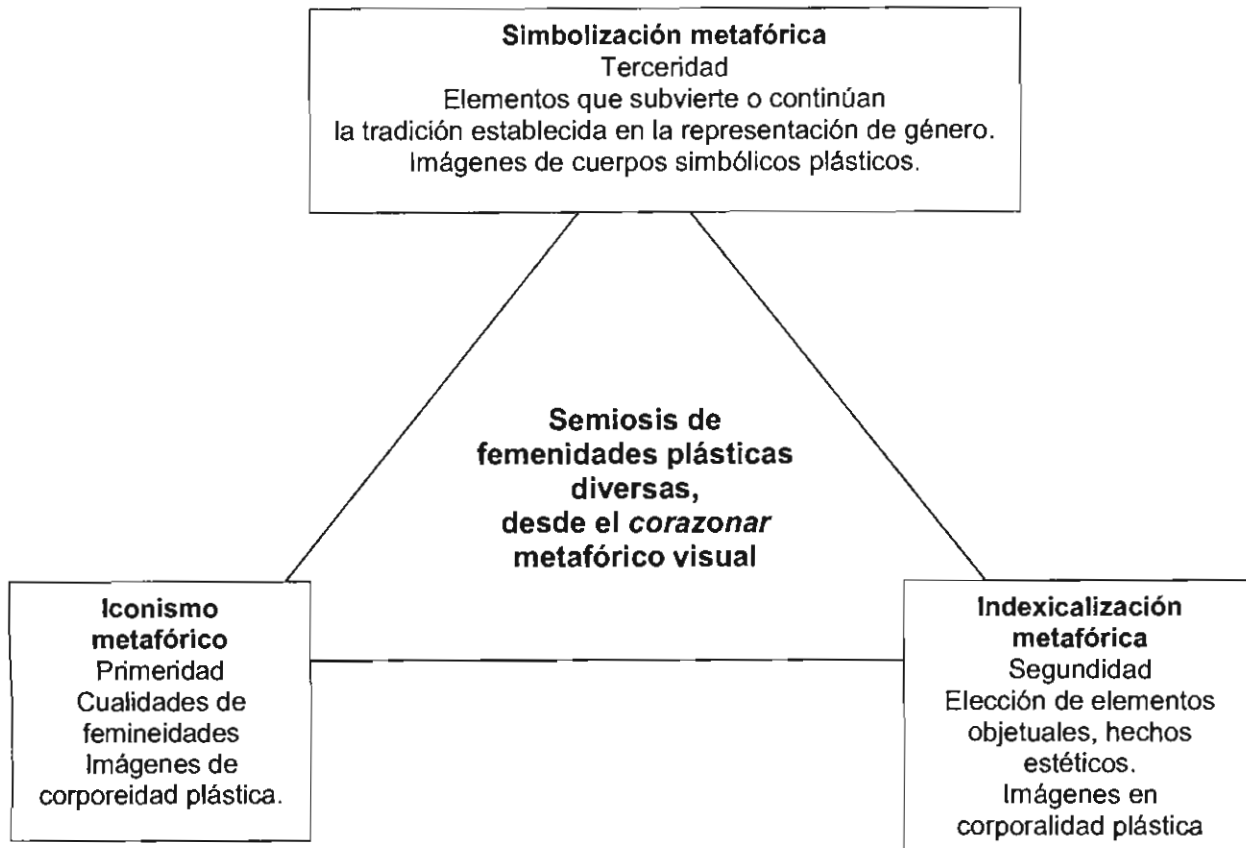 Simbolización metafórica
Terceridad
Elementos que subvierte o continúan
la tradición establecida en la representación de género.
Imágenes de cuerpos simbólicos plásticos.
Semiosis de
femenidades plásticas
diversas,
desde el corazonar
metafórico visual
Iconismo
metafórico
Primeridad
Cualidades de
femineidades
Imágenes de
corporeidad plástica.
Indexicalización
metafórica
Segundidad
Elección de elementos
objetuales, hechos
estéticos.
Imágenes en
corporalidad plástica